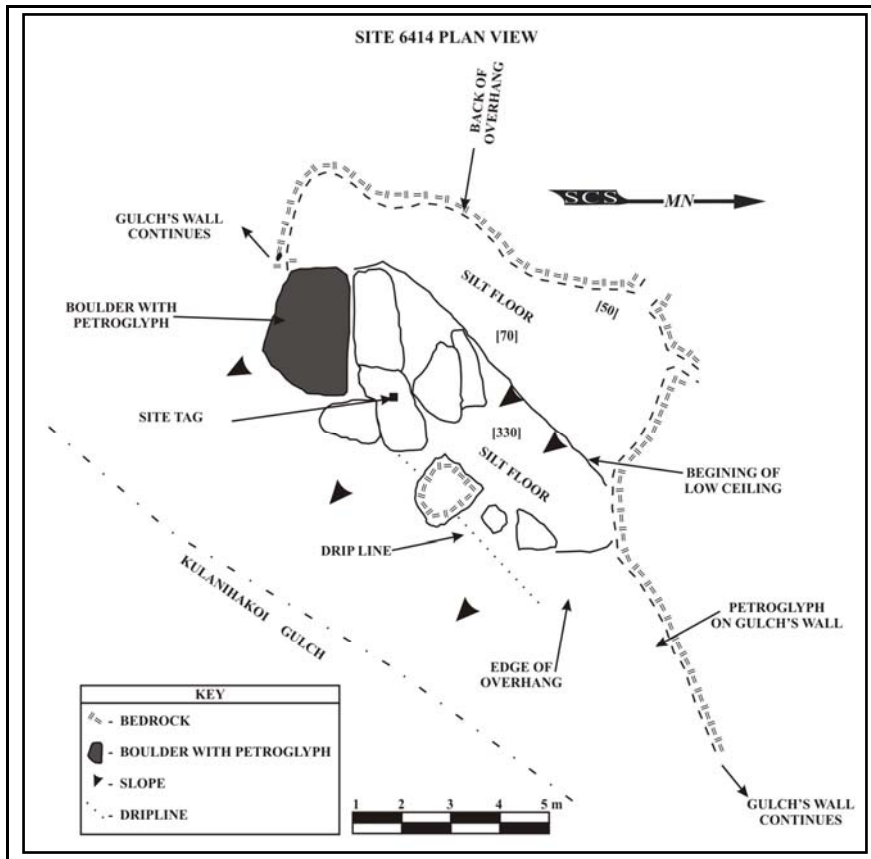 SITE 6414 PLAN VIEW
BACK OF
OVERHANG
SCS
MN
GULCH'S WALL
CONTINUES
SILT FLOOR
[50]
BOULDER WITH
PETROGLYPH
[70]
SITE TAG
[330]
SILT FLOOR
BEGINING OF
LOW CEILING
DRIP LINE
KULANIHAKOI GULCH
PETROGLYPH
ON GULCH'S WALL
EDGE OF
OVERHANG
KEY
- BEDROCK
- BOULDER WITH PETROGLYPH
- SLOPE
- DRIPLINE
1 2 3 4 5 m
GULCH'S WALL
CONTINUES